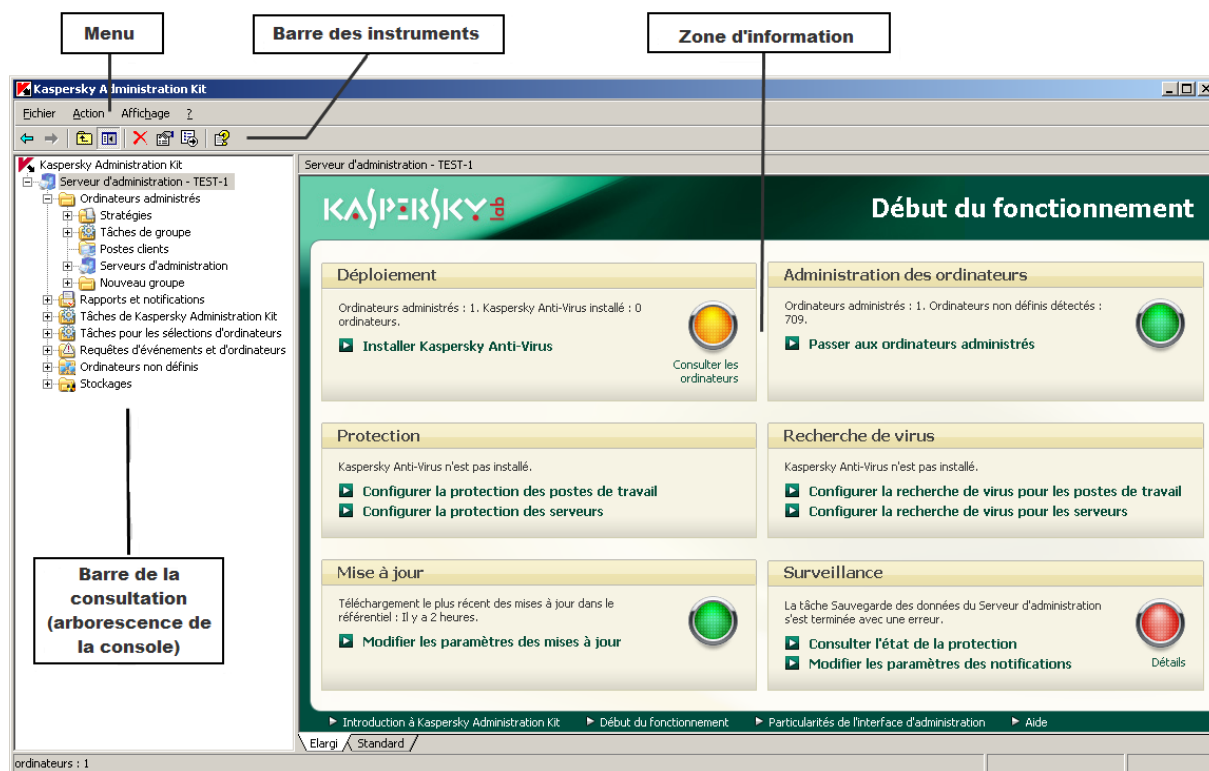 Menu
Barre des instruments
Zone d'information
Kaspersky Administration Kit
Fichier Action Affichage ?
Kaspersky Administration Kit
Serveur d'administration - TEST-1
Ordinateurs administrés
Stratégies
Tâches de groupe
Postes clients
Serveurs d'administration
Nouveau groupe
Rapports et notifications
Tâches de Kaspersky Administration Kit
Tâches pour les sélections d'ordinateurs
Requêtes d'événements et d'ordinateurs
Ordinateurs non définis
Stockages
Barre de la
consultation
(arborescence de
la console)
Serveur d'administration - TEST-1
KASPERSKY lab
Début du fonctionnement
Déploiement
Ordinateurs administrés : 1. Kaspersky Anti-Virus installé : 0
ordinateurs.
Installer Kaspersky Anti-Virus
Consulter les
ordinateurs
Administration des ordinateurs
Ordinateurs administrés : 1. Ordinateurs non définis détectés :
709.
Passer aux ordinateurs administrés
Protection
Kaspersky Anti-Virus n'est pas installé.
Configurer la protection des postes de travail
Configurer la protection des serveurs
Recherche de virus
Kaspersky Anti-Virus n'est pas installé.
Configurer la recherche de virus pour les postes de travail
Configurer la recherche de virus pour les serveurs
Mise à jour
Téléchargement le plus récent des mises à jour dans le
référentiel : Il y a 2 heures.
Modifier les paramètres des mises à jour
Surveillance
La tâche Sauvegarde des données du Serveur d'administration
s'est terminée avec une erreur.
Consulter l'état de la protection
Modifier les paramètres des notifications
Détails
Introduction à Kaspersky Administration Kit Début du fonctionnement Particularités de l'interface d'administration Aide
Elargi Standard
ordinateurs : 1